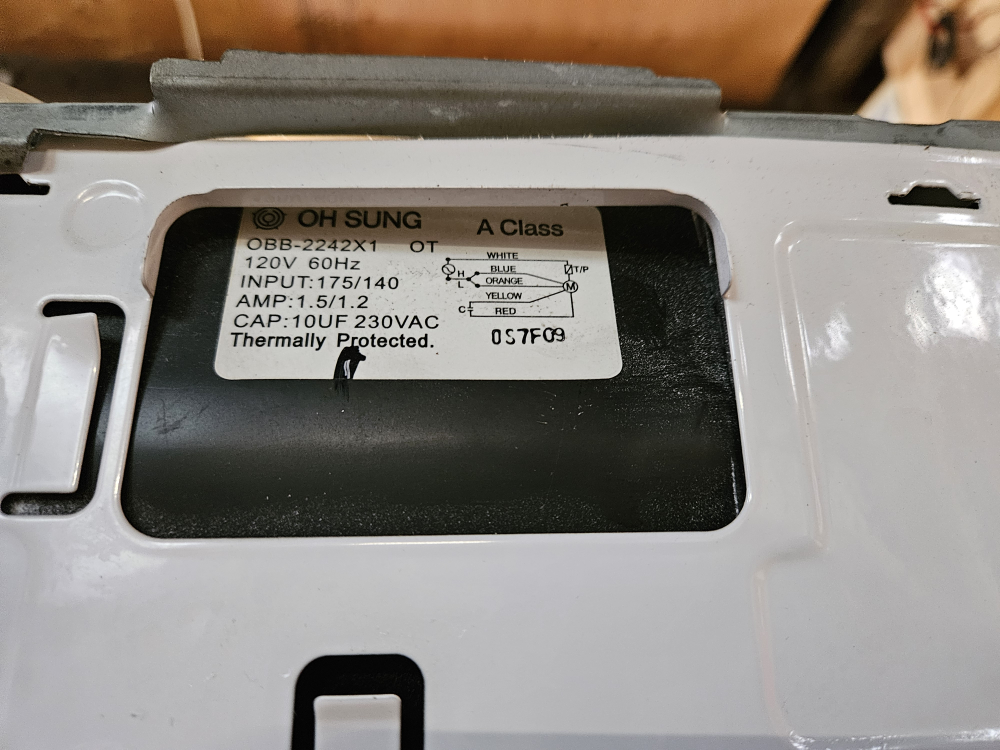 OH SUNG
A Class
OBB-2242X1 OT
120V 60Hz
INPUT:175/140
AMP:1.5/1.2
CAP:10UF 230VAC
Thermally Protected.
WHITE
T/P
H
BLUE
L
ORANGE
M
YELLOW
C
RED
0S7F09